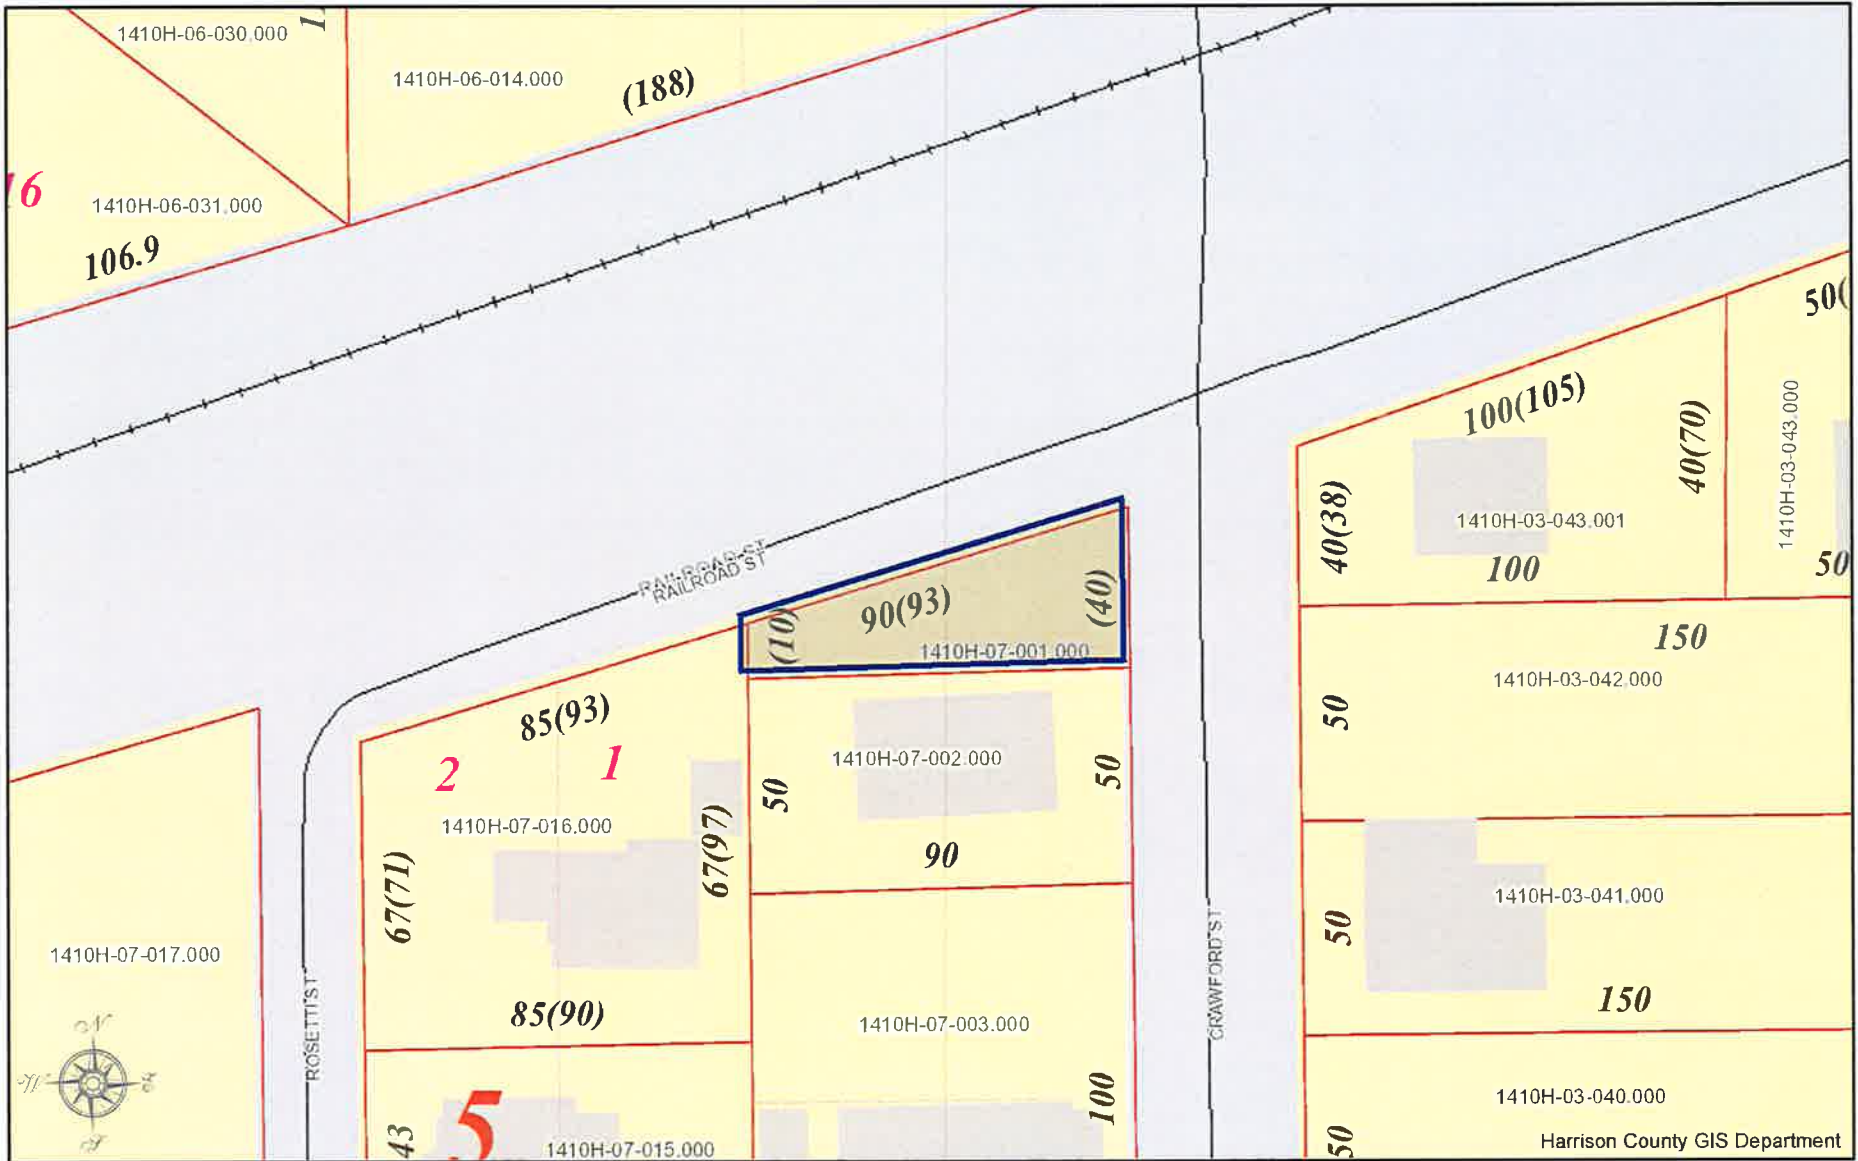 1410H-06-030.000
1410H-06-014.000
(188)
1410H-06-031.000
106.9
50(
100(105)
40(70)
1410H-03-043.000
40(38)
1410H-03-043.001
100
50
RAILROAD ST
RAILROAD ST
(10)
90(93)
(40)
1410H-07-001.000
150
1410H-03-042.000
50
85(93)
2
1
1410H-07-016.000
67(71)
67(97)
50
1410H-07-002.000
50
90
1410H-03-041.000
50
150
1410H-07-017.000
85(90)
1410H-07-003.000
ROSETTI ST
CRAWFORD ST
N
100
1410H-03-040.000
43
5
1410H-07-015.000
50
Harrison County GIS Department